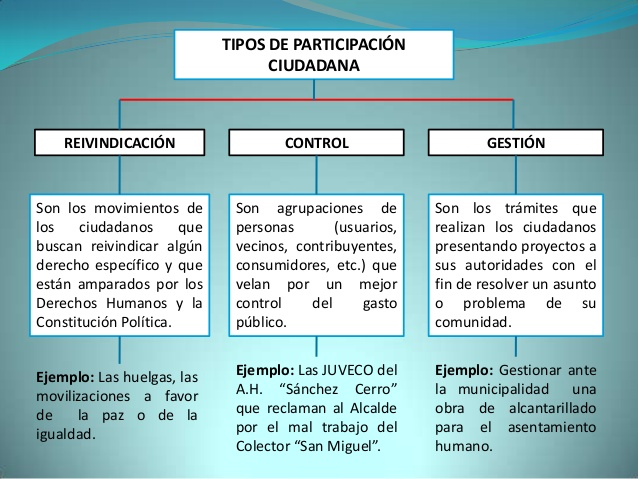 TIPOS DE PARTICIPACIÓN
CIUDADANA
REIVINDICACIÓN
CONTROL
GESTIÓN
Son los movimientos de
los ciudadanos que
buscan reivindicar algún
derecho específico y que
están amparados por los
Derechos Humanos y la
Constitución Política.
Son agrupaciones de
personas (usuarios,
vecinos, contribuyentes,
consumidores, etc.) que
velan por un mejor
control del gasto
público.
Son los trámites que
realizan los ciudadanos
presentando proyectos a
sus autoridades con el
fin de resolver un asunto
o problema de su
comunidad.
Ejemplo: Las huelgas, las
movilizaciones a favor
de la paz o de la
igualdad.
Ejemplo: Las JUVECO del
A.H. “Sánchez Cerro”
que reclaman al Alcalde
por el mal trabajo del
Colector “San Miguel”.
Ejemplo: Gestionar ante
la municipalidad una
obra de alcantarillado
para el asentamiento
humano.